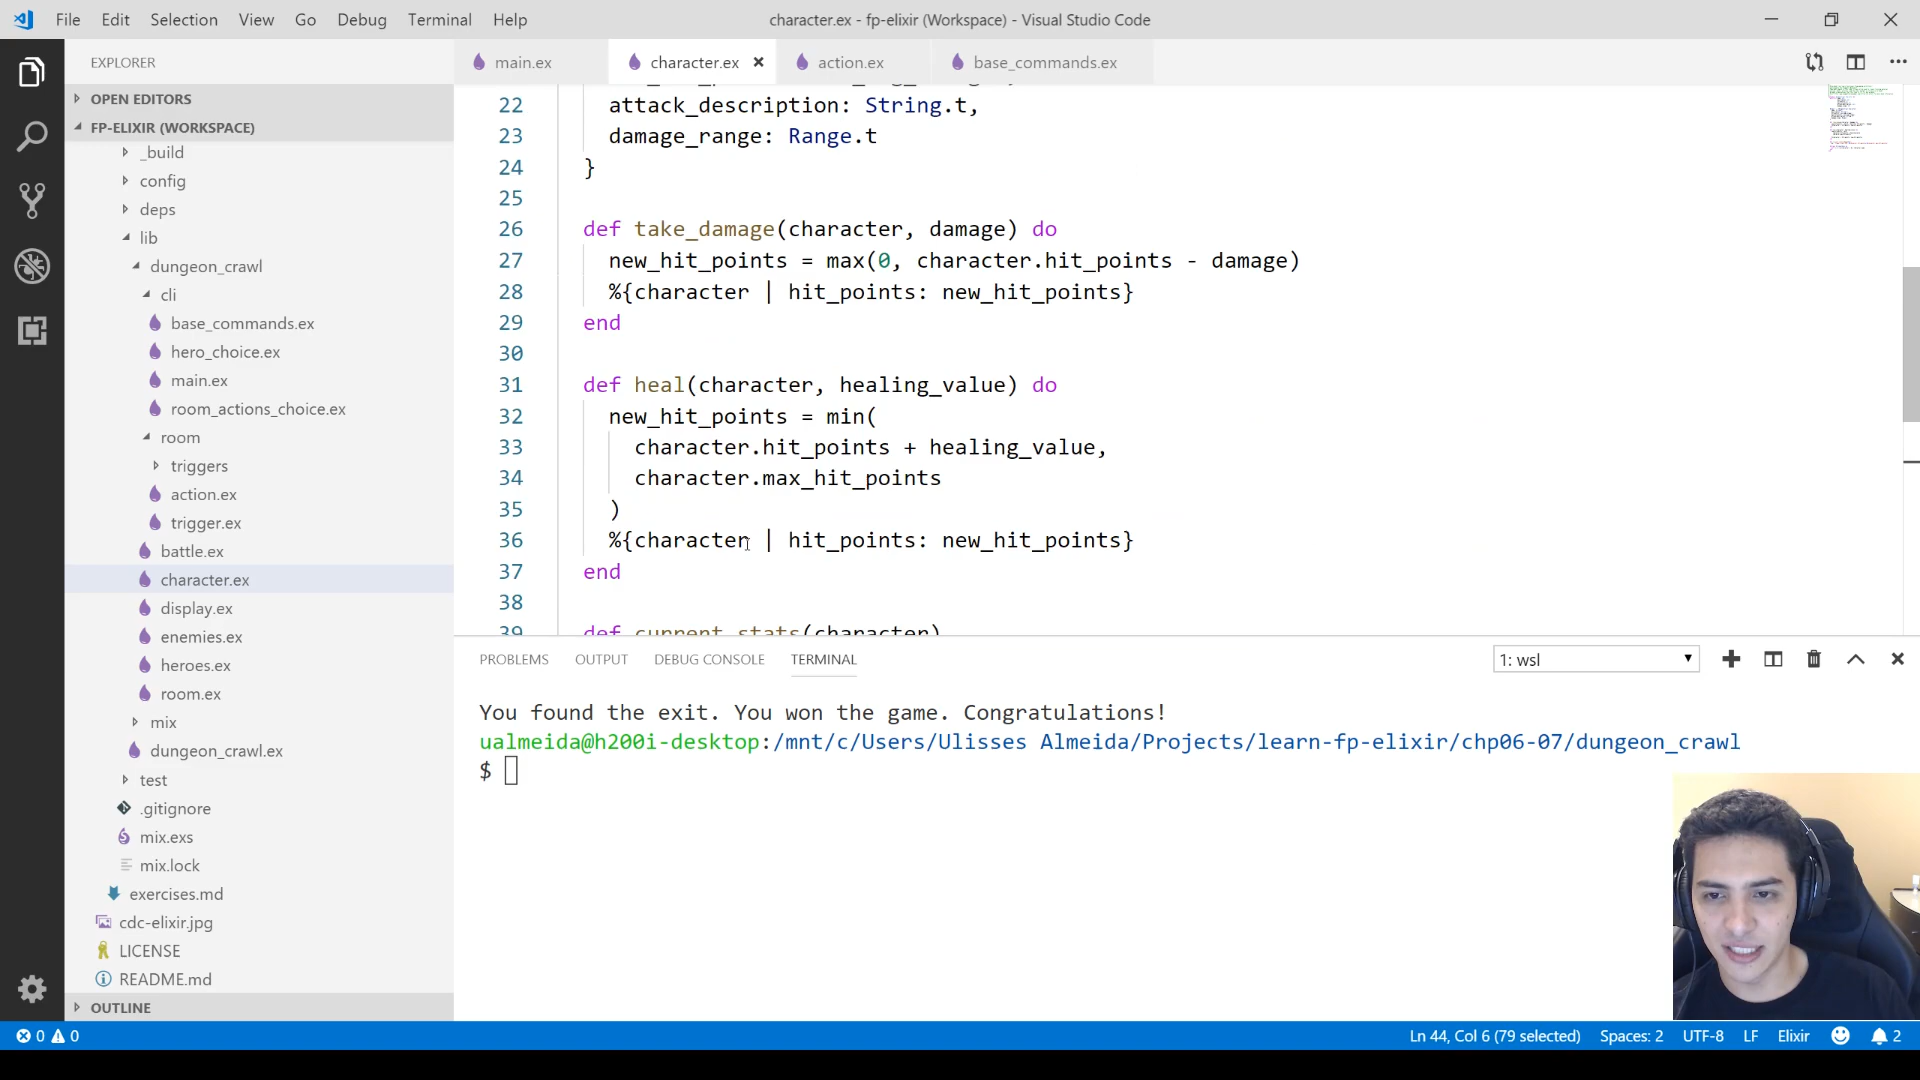 File Edit Selection View Go Debug Terminal Help
character.ex - fp-elixir (Workspace) - Visual Studio Code
EXPLORER
OPEN EDITORS
FP-ELIXIR (WORKSPACE)
_build
config
deps
lib
dungeon_crawl
cli
base_commands.ex
hero_choice.ex
main.ex
room_actions_choice.ex
room
triggers
action.ex
trigger.ex
battle.ex
character.ex
display.ex
enemies.ex
heroes.ex
room.ex
mix
dungeon_crawl.ex
test
.gitignore
mix.exs
mix.lock
exercises.md
cdc-elixir.jpg
LICENSE
README.md
OUTLINE
main.ex character.ex action.ex base_commands.ex
22 attack_description: String.t,
23 damage_range: Range.t
24 }
25
26 def take_damage(character, damage) do
27 new_hit_points = max(0, character.hit_points - damage)
28 %{character | hit_points: new_hit_points}
29 end
30
31 def heal(character, healing_value) do
32 new_hit_points = min(
33 character.hit_points + healing_value,
34 character.max_hit_points
35 )
36 %{character | hit_points: new_hit_points}
37 end
38
39 def current_stats(character)
PROBLEMS OUTPUT DEBUG CONSOLE TERMINAL
1: wsl
You found the exit. You won the game. Congratulations!
ualmeida@h200i-desktop:/mnt/c/Users/Ulisses Almeida/Projects/learn-fp-elixir/chp06-07/dungeon_crawl
$
0 0
Ln 44, Col 6 (79 selected) Spaces: 2 UTF-8 LF Elixir 2